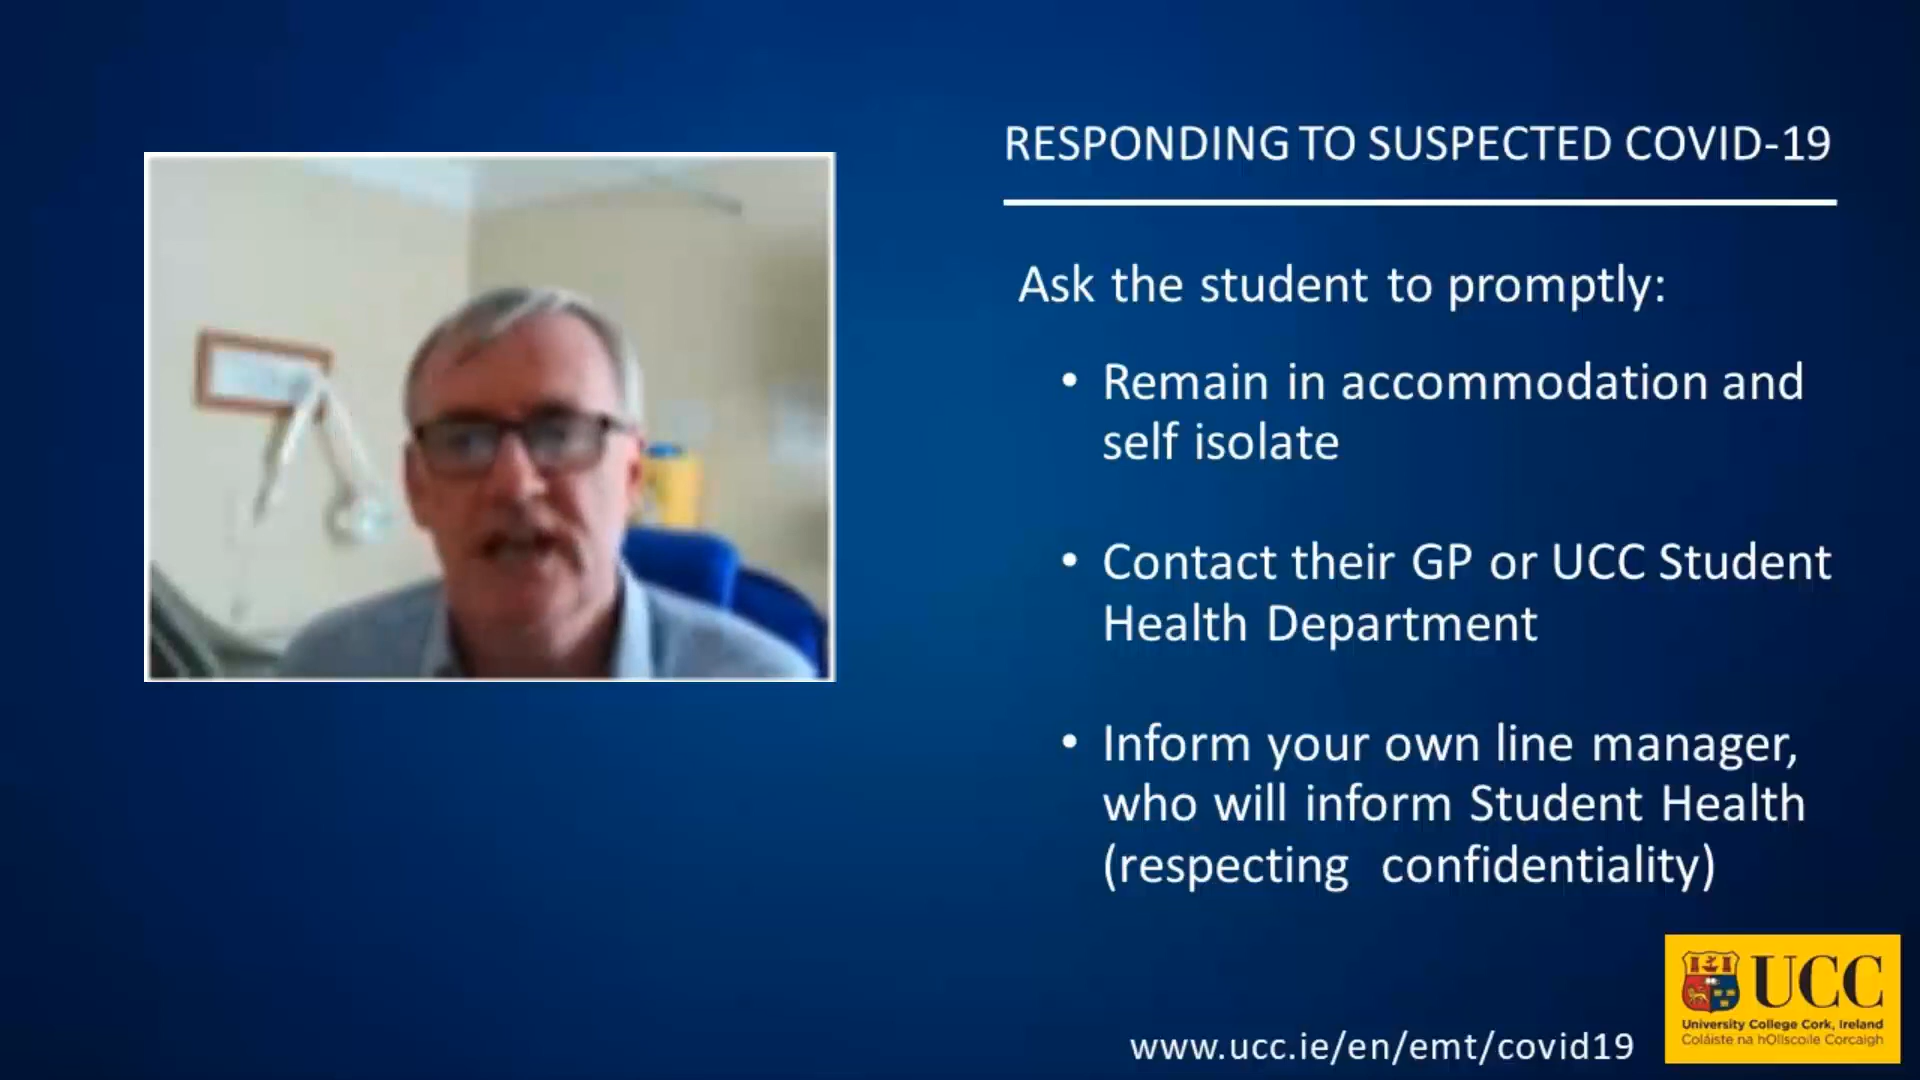 RESPONDING TO SUSPECTED COVID-19
Ask the student to promptly:
• Remain in accommodation and
self isolate
• Contact their GP or UCC Student
Health Department
• Inform your own line manager,
who will inform Student Health
(respecting confidentiality)
www.ucc.ie/en/emt/covid19
UCC
University College Cork, Ireland
Coláiste na hOllscoile Corcaigh